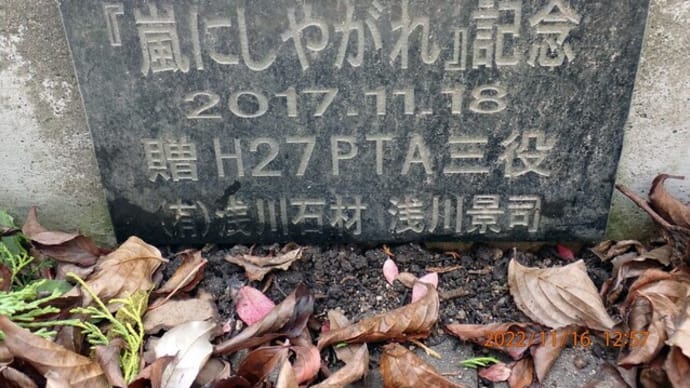 『嵐にしやがれ』記念
2017.11.18
贈 H27PTA三役
(有)浅川石材 浅川景司
2022/11/16 12:57